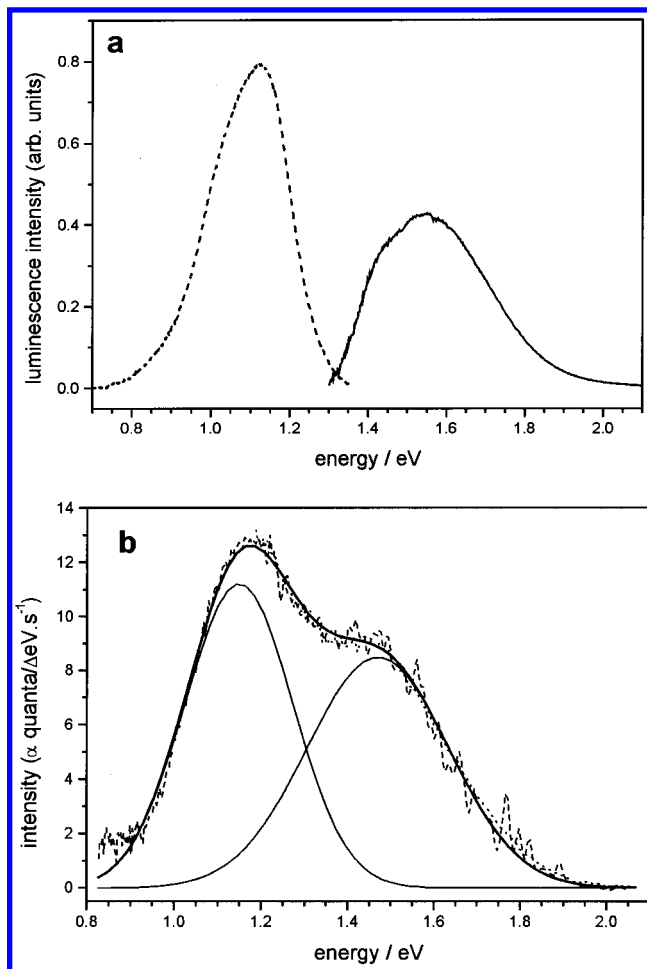 a
luminescence intensity (arb. units)
0.8
0.6
0.4
0.2
0.0
0.8 1.0 1.2 1.4 1.6 1.8 2.0
energy / eV
b
intensity (α quanta/ΔeV.s⁻¹)
14
12
10
8
6
4
2
0
0.8 1.0 1.2 1.4 1.6 1.8 2.0
energy / eV